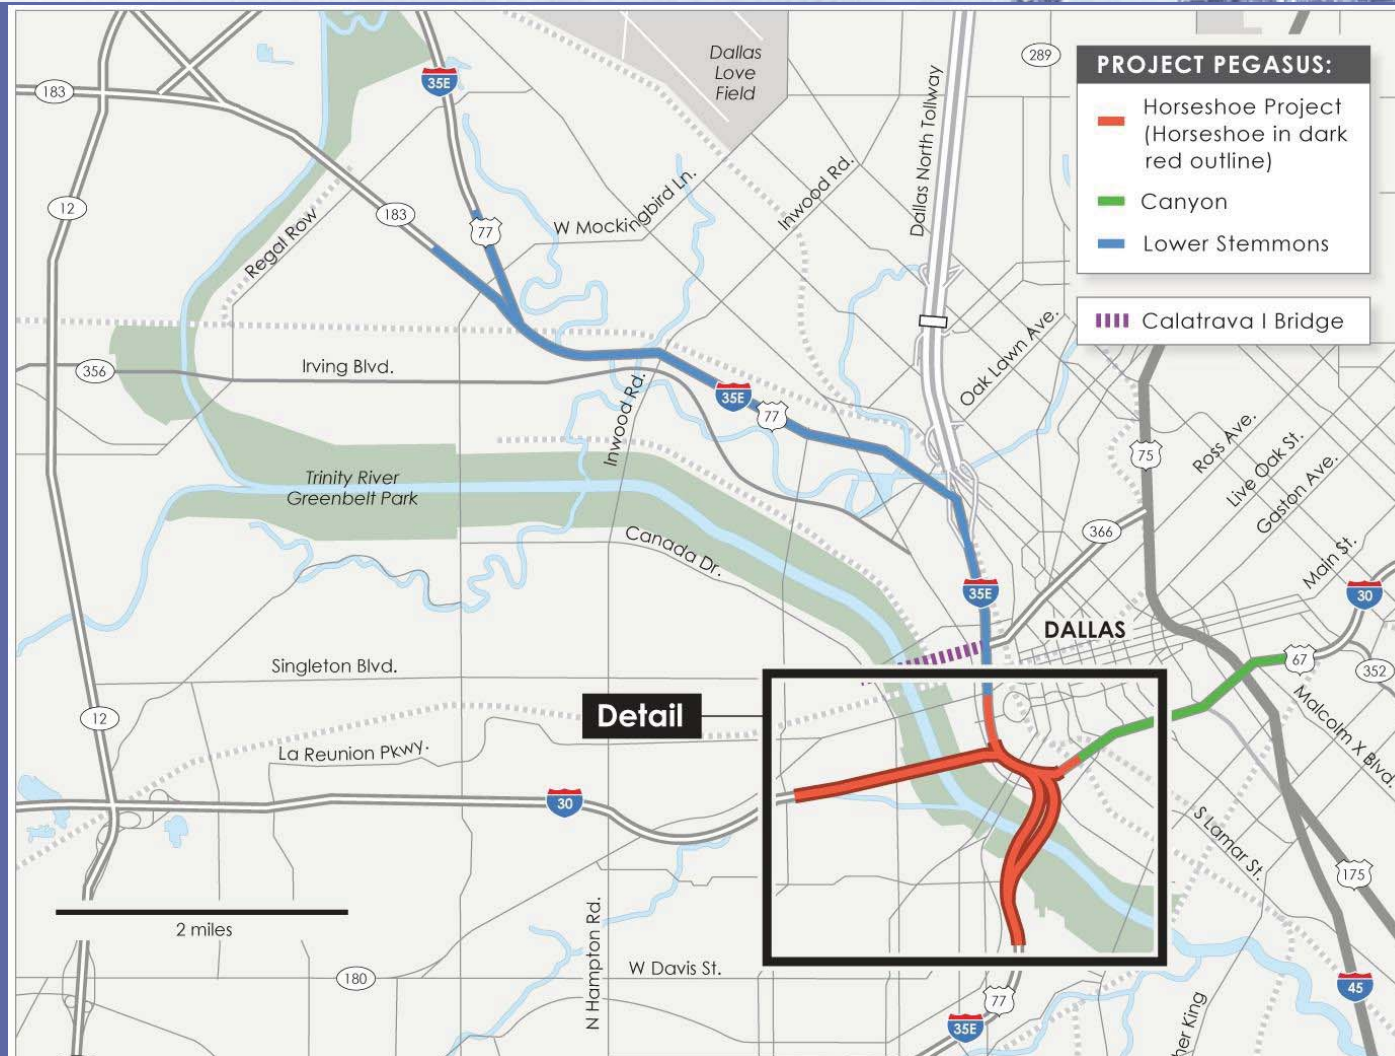 183
35E
Dallas
Love
Field
Dallas North Tollway
289
PROJECT PEGASUS:
Horseshoe Project
(Horseshoe in dark
red outline)
Canyon
Lower Stemmons
Calatrava I Bridge
12
183
77
Regal Row
W Mockingbird Ln.
Inwood Rd.
356
Irving Blvd.
Inwood Rd.
35E
77
Oak Lawn Ave.
75
Ross Ave.
Live Oak St.
Gaston Ave.
Main St.
Trinity River
Greenbelt Park
Canada Dr.
366
35E
30
DALLAS
67
352
Singleton Blvd.
Detail
12
La Reunion Pkwy.
Malcolm X Blvd.
30
S Lamar St.
175
2 miles
N Hampton Rd.
W Davis St.
180
77
35E
45
her King